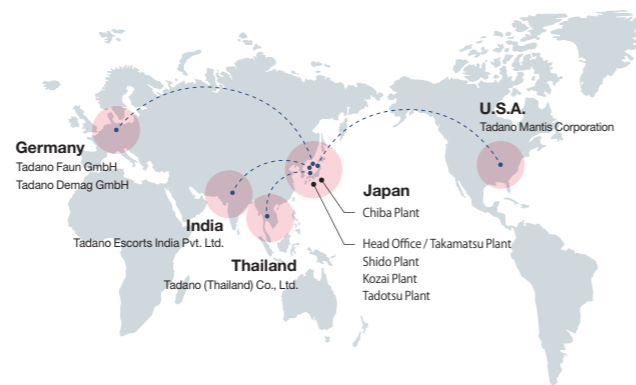 Germany
Tadano Faun GmbH
Tadano Demag GmbH
India
Tadano Escorts India Pvt. Ltd.
Thailand
Tadano (Thailand) Co., Ltd.
Japan
Chiba Plant
Head Office / Takamatsu Plant
Shido Plant
Kozai Plant
Tadotsu Plant
U.S.A.
Tadano Mantis Corporation